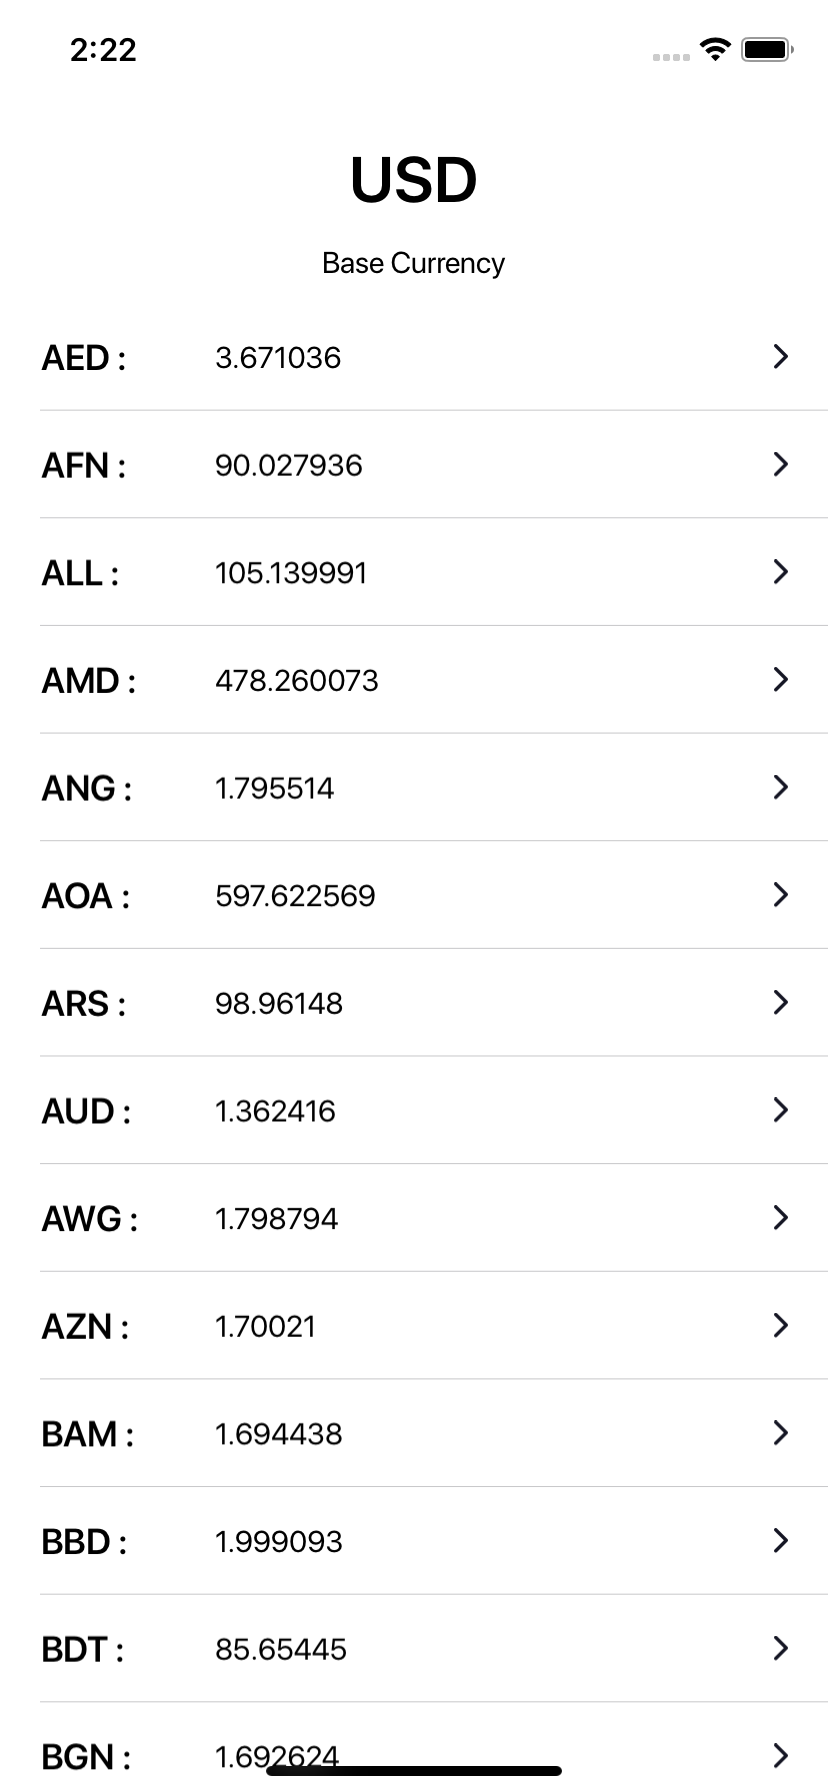 2:22
USD
Base Currency
AED : 3.671036
AFN : 90.027936
ALL : 105.139991
AMD : 478.260073
ANG : 1.795514
AOA : 597.622569
ARS : 98.96148
AUD : 1.362416
AWG : 1.798794
AZN : 1.70021
BAM : 1.694438
BBD : 1.999093
BDT : 85.65445
BGN : 1.692624